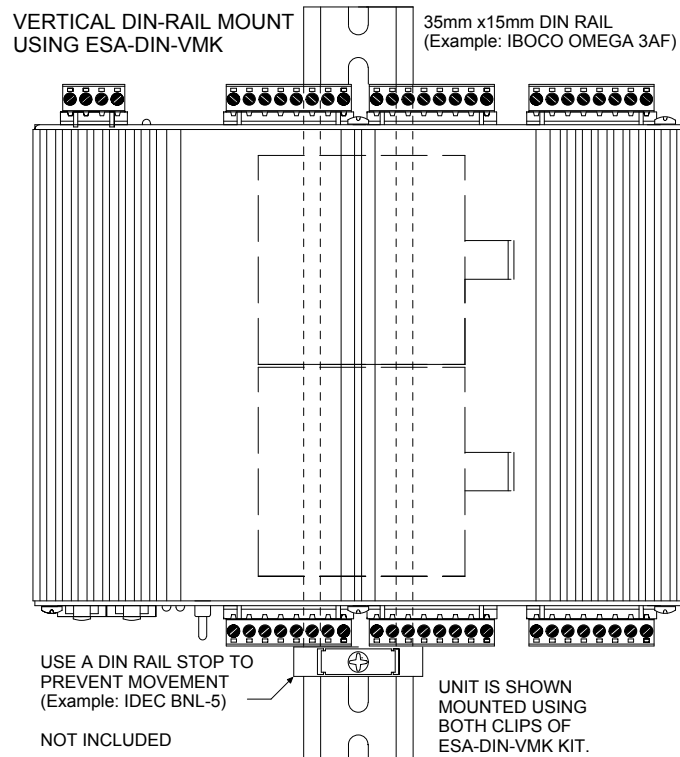 VERTICAL DIN-RAIL MOUNT
USING ESA-DIN-VMK
35mm x15mm DIN RAIL
(Example: IBOCO OMEGA 3AF)
USE A DIN RAIL STOP TO
PREVENT MOVEMENT
(Example: IDEC BNL-5)
NOT INCLUDED
UNIT IS SHOWN
MOUNTED USING
BOTH CLIPS OF
ESA-DIN-VMK KIT.